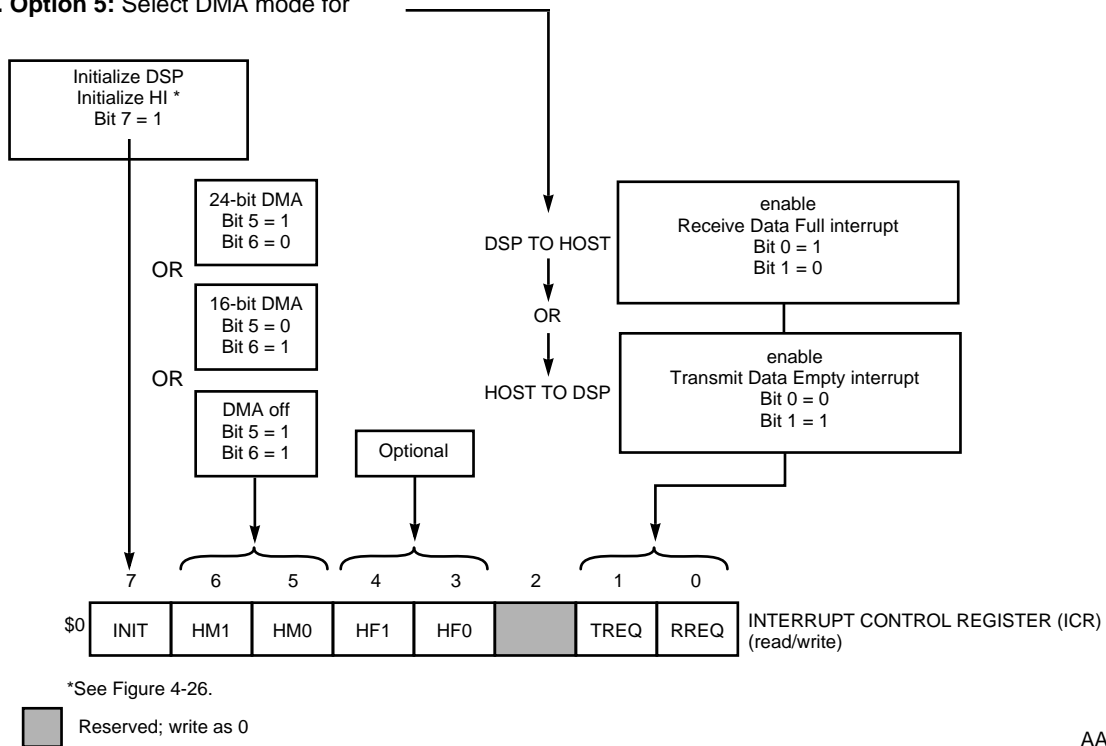 . Option 5: Select DMA mode for
Initialize DSP
Initialize HI *
Bit 7 = 1
24-bit DMA
Bit 5 = 1
Bit 6 = 0
OR
16-bit DMA
Bit 5 = 0
Bit 6 = 1
OR
DMA off
Bit 5 = 1
Bit 6 = 1
Optional
DSP TO HOST
OR
HOST TO DSP
enable
Receive Data Full interrupt
Bit 0 = 1
Bit 1 = 0
enable
Transmit Data Empty interrupt
Bit 0 = 0
Bit 1 = 1
7 6 5 4 3 2 1 0
$0 INIT HM1 HM0 HF1 HF0 TREQ RREQ INTERRUPT CONTROL REGISTER (ICR)
(read/write)
*See Figure 4-26.
Reserved; write as 0
AA